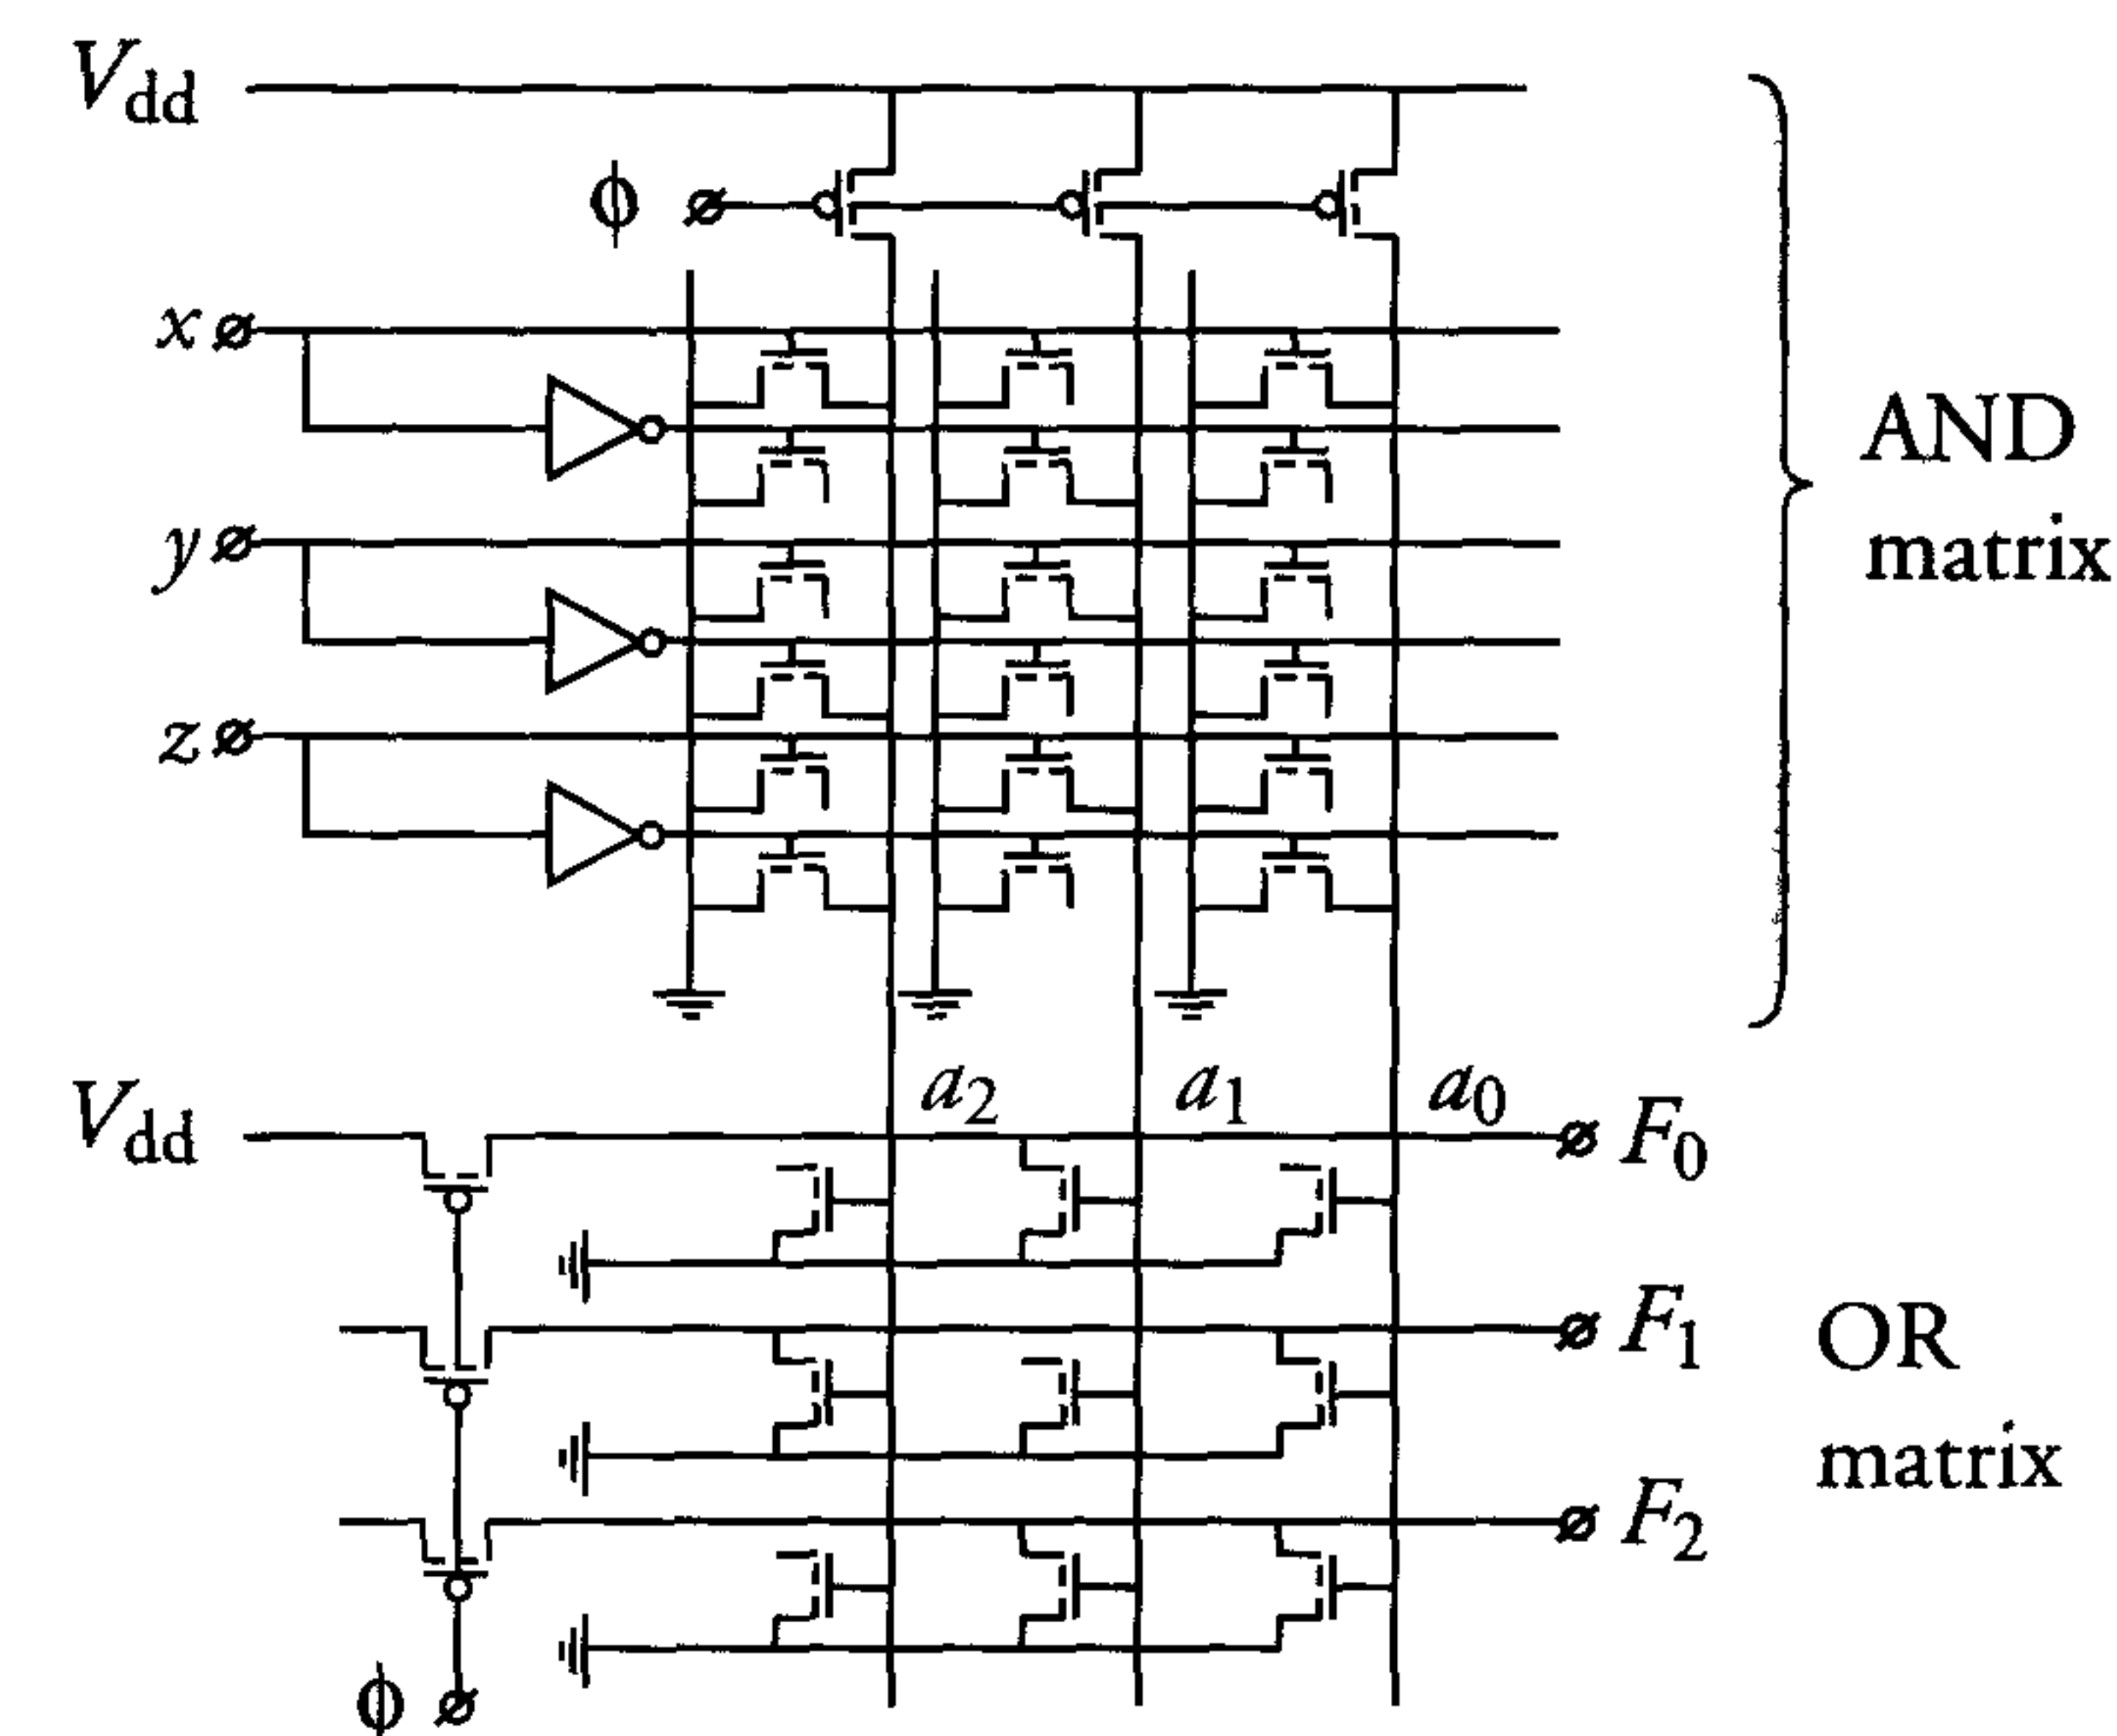 Vdd
ϕ
x
AND
matrix
y
z
a2 a1 a0
Vdd
F0
F1
OR
matrix
F2
ϕ